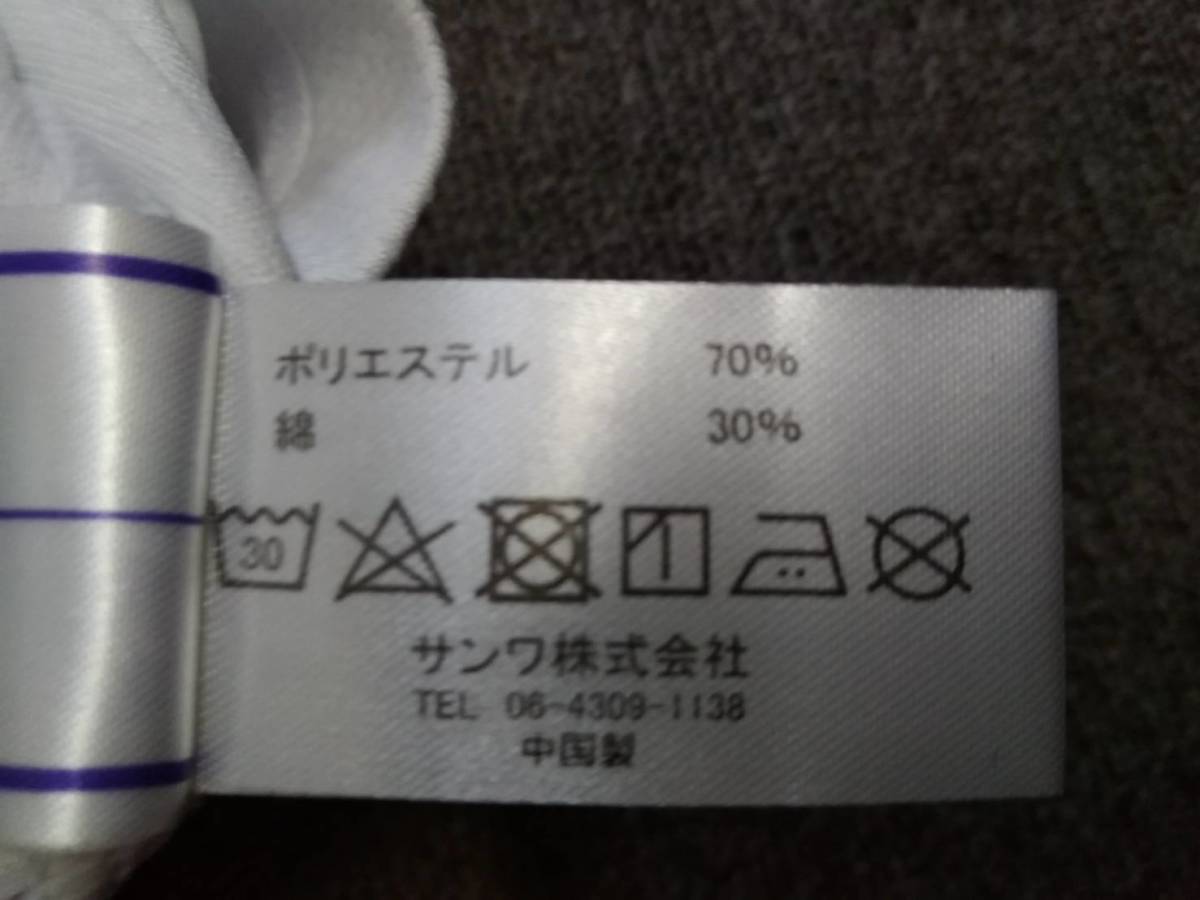 ポリエステル 70%
綿 30%
30
サンワ株式会社
TEL 06-4309-1138
中国製